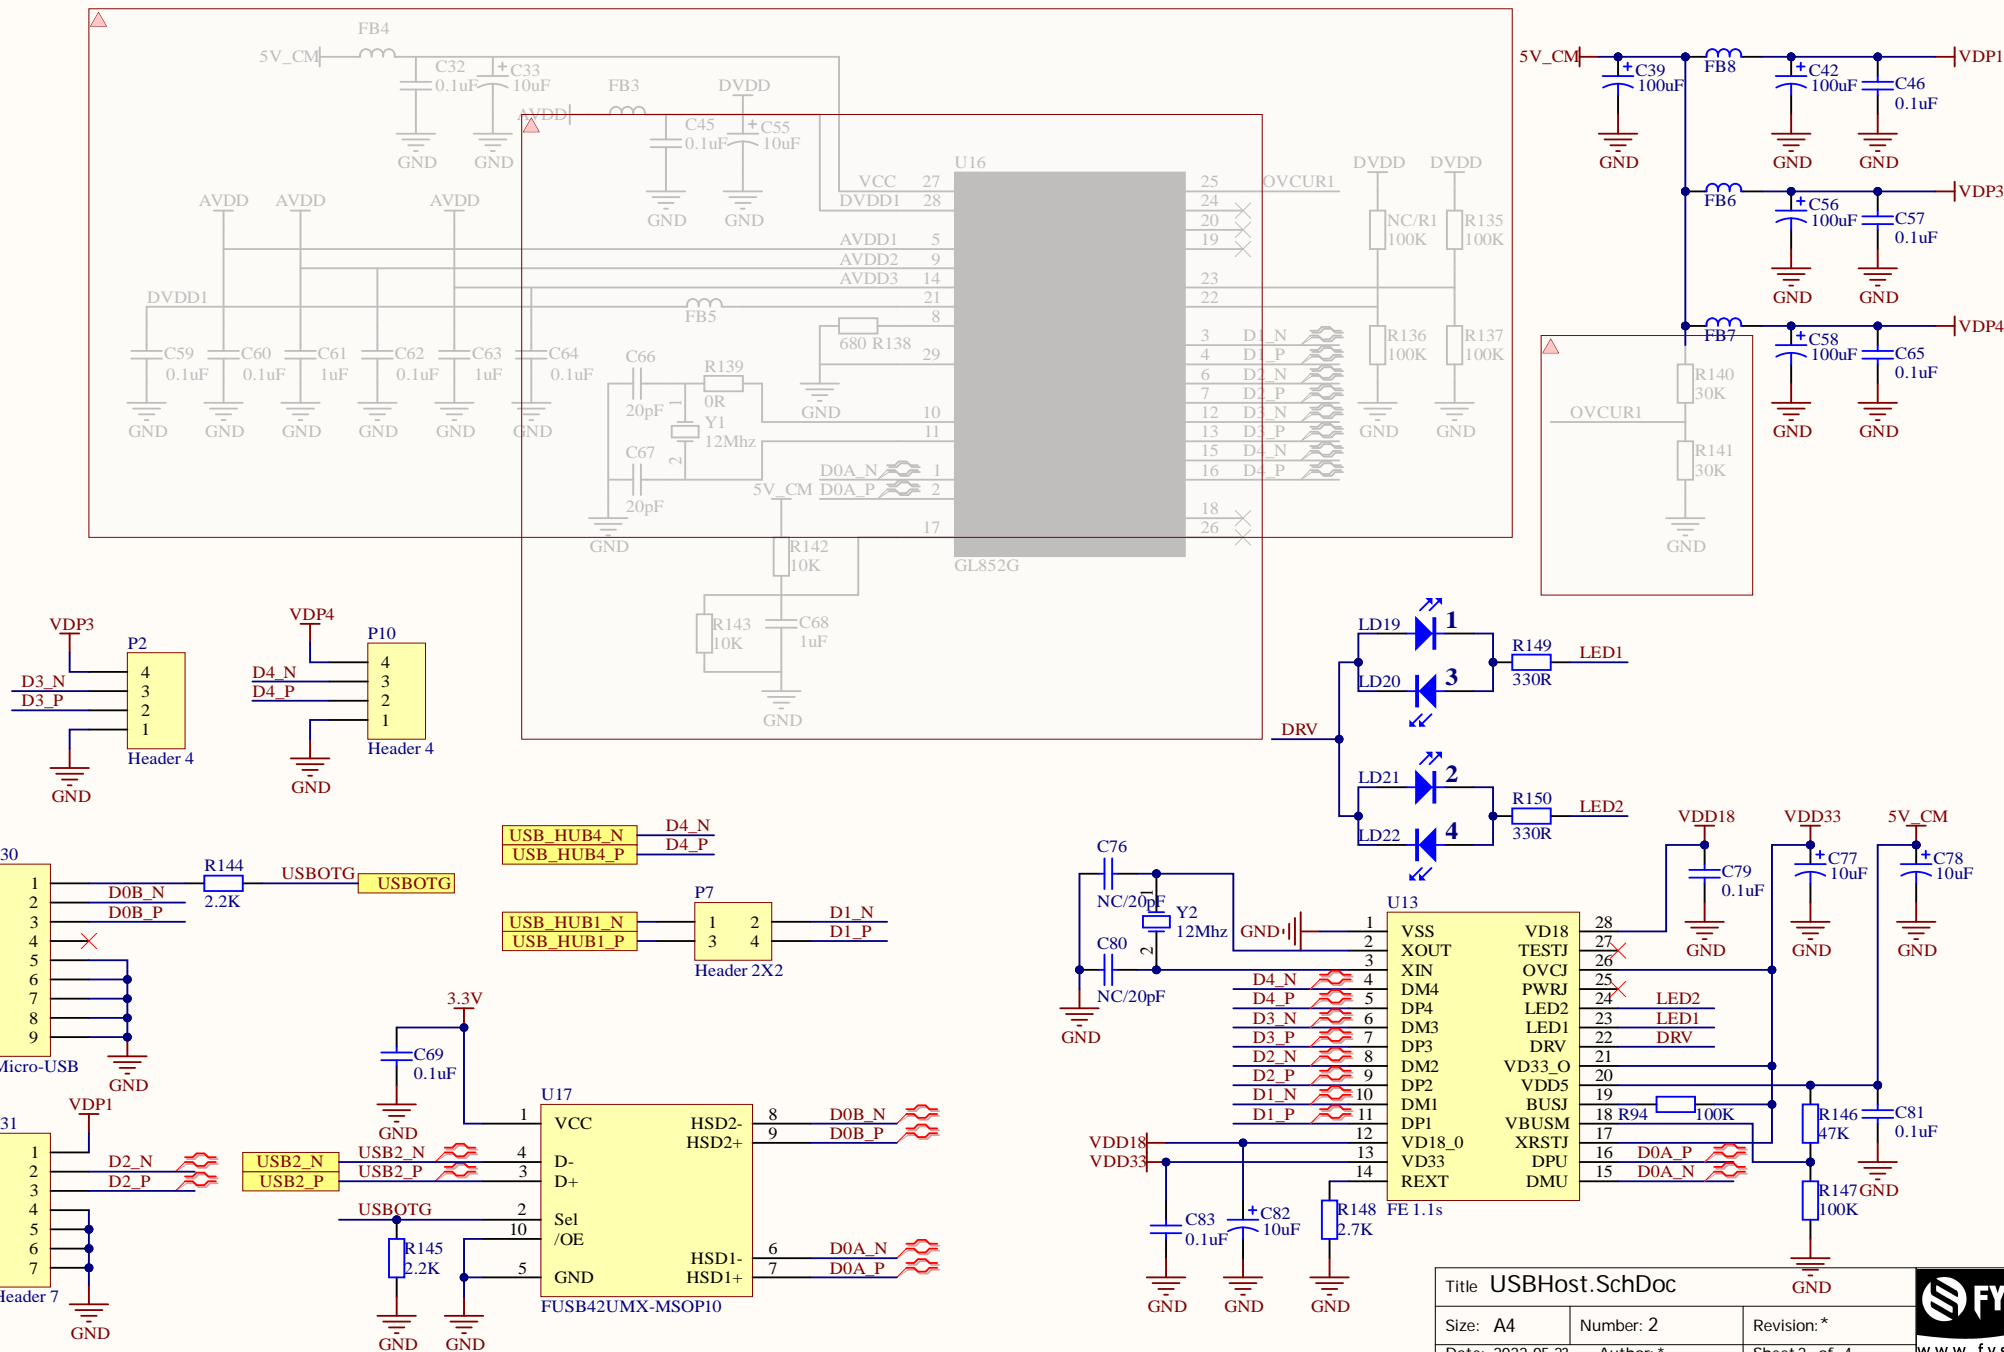 FB4
5V_CM
C32
0.1uF
C33
10uF
FB3
AVDD
DVDD
C45
0.1uF
C55
10uF
GND
GND
GND
GND
AVDD
AVDD
AVDD
U16
VCC 27
DVDD1 28
AVDD1 5
AVDD2 9
AVDD3 14
21
8
29
10
11
D0A_N 1
D0A_P 2
17
25 OVCUR1
24
20
19
23
22
3 D1_N
4 D1_P
6 D2_N
7 D2_P
12 D3_N
13 D3_P
15 D4_N
16 D4_P
18
26
GL852G
DVDD1
FB5
680 R138
GND
C59
0.1uF
C60
0.1uF
C61
1uF
C62
0.1uF
C63
1uF
C64
0.1uF
GND
GND
GND
GND
GND
GND
C66
20pF
R139
0R
1
Y1
12Mhz
2
C67
20pF
GND
5V_CM
R142
10K
R143
10K
C68
1uF
GND
DVDD
DVDD
NC/R1
100K
R135
100K
R136
100K
R137
100K
GND
GND
5V_CM
C39
100uF
GND
FB8
C42
100uF
C46
0.1uF
VDP1
GND
GND
FB6
C56
100uF
C57
0.1uF
VDP3
GND
GND
FB7
C58
100uF
C65
0.1uF
VDP4
GND
GND
R140
30K
OVCUR1
R141
30K
GND
VDP3
P2
4
D3_N 3
D3_P 2
1
Header 4
GND
VDP4
P10
4
D4_N 3
D4_P 2
1
Header 4
GND
LD19 1
LD20 3
R149
330R
LED1
DRV
LD21 2
LD22 4
R150
330R
LED2
30
1
2 D0B_N
3 D0B_P
4
5
6
7
8
9
Micro-USB
GND
R144
2.2K
USBOTG
USBOTG
USB_HUB4_N D4_N
USB_HUB4_P D4_P
P7
USB_HUB1_N 1 2 D1_N
USB_HUB1_P 3 4 D1_P
Header 2X2
31
VDP1
1
2 D2_N
3 D2_P
4
5
6
7
Header 7
GND
3.3V
C69
0.1uF
GND
U17
1 VCC
USB2_N USB2_N 4 D-
USB2_P USB2_P 3 D+
USBOTG 2 Sel
10 /OE
5 GND
HSD2- 8 D0B_N
HSD2+ 9 D0B_P
HSD1- 6 D0A_N
HSD1+ 7 D0A_P
FUSB42UMX-MSOP10
R145
2.2K
GND
GND
C76
NC/20pF
1
Y2
12Mhz
2
C80
NC/20pF
GND
U13
GND 1 VSS
2 XOUT
3 XIN
D4_N 4 DM4
D4_P 5 DP4
D3_N 6 DM3
D3_P 7 DP3
D2_N 8 DM2
D2_P 9 DP2
D1_N 10 DM1
D1_P 11 DP1
VDD18 12 VD18_0
VDD33 13 VD33
14 REXT
VD18 28
TESTJ 27
OVCJ 26
PWRJ 25
LED2 24 LED2
LED1 23 LED1
DRV 22 DRV
VD33_O 21
VDD5 20
BUSJ 19
VBUSM 18
XRSTJ 17
DPU 16 D0A_P
DMU 15 D0A_N
FE 1.1s
R94 100K
VDD18
C79
0.1uF
GND
VDD33
C77
10uF
GND
5V_CM
C78
10uF
GND
R146
47K
C81
0.1uF
GND
R147
100K
GND
C83
0.1uF
C82
10uF
R148
2.7K
GND
GND
GND
Title USBHost.SchDoc
Size: A4
Number: 2
Revision: *
FY